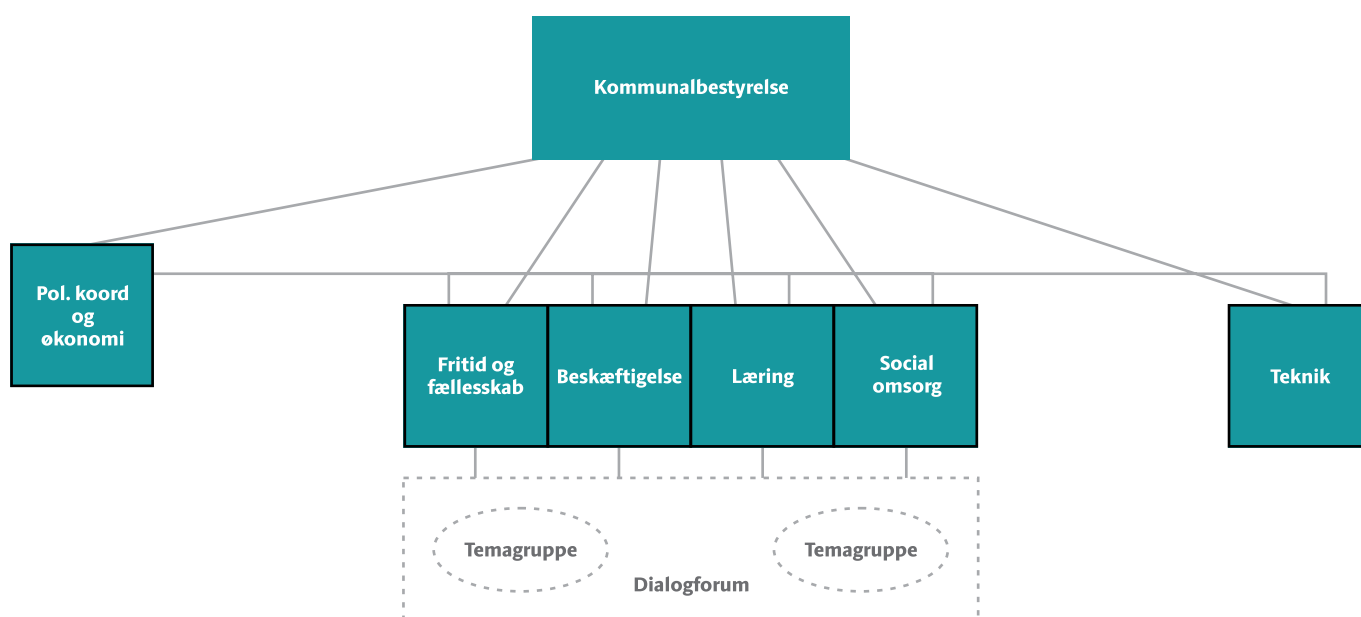 Kommunalbestyrelse
Pol. koord
og
økonomi
Fritid og
fællesskab
Beskæftigelse
Læring
Social
omsorg
Teknik
Temagruppe
Temagruppe
Dialogforum